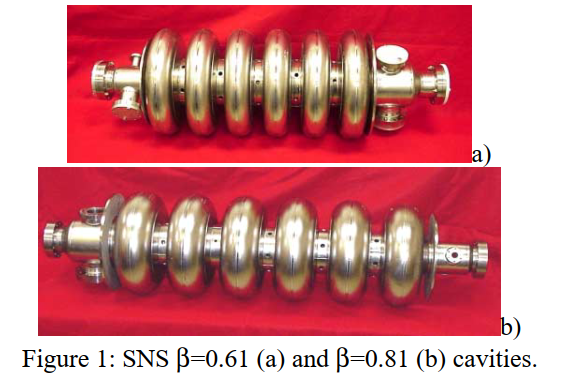 a)
b)
Figure 1: SNS β=0.61 (a) and β=0.81 (b) cavities.